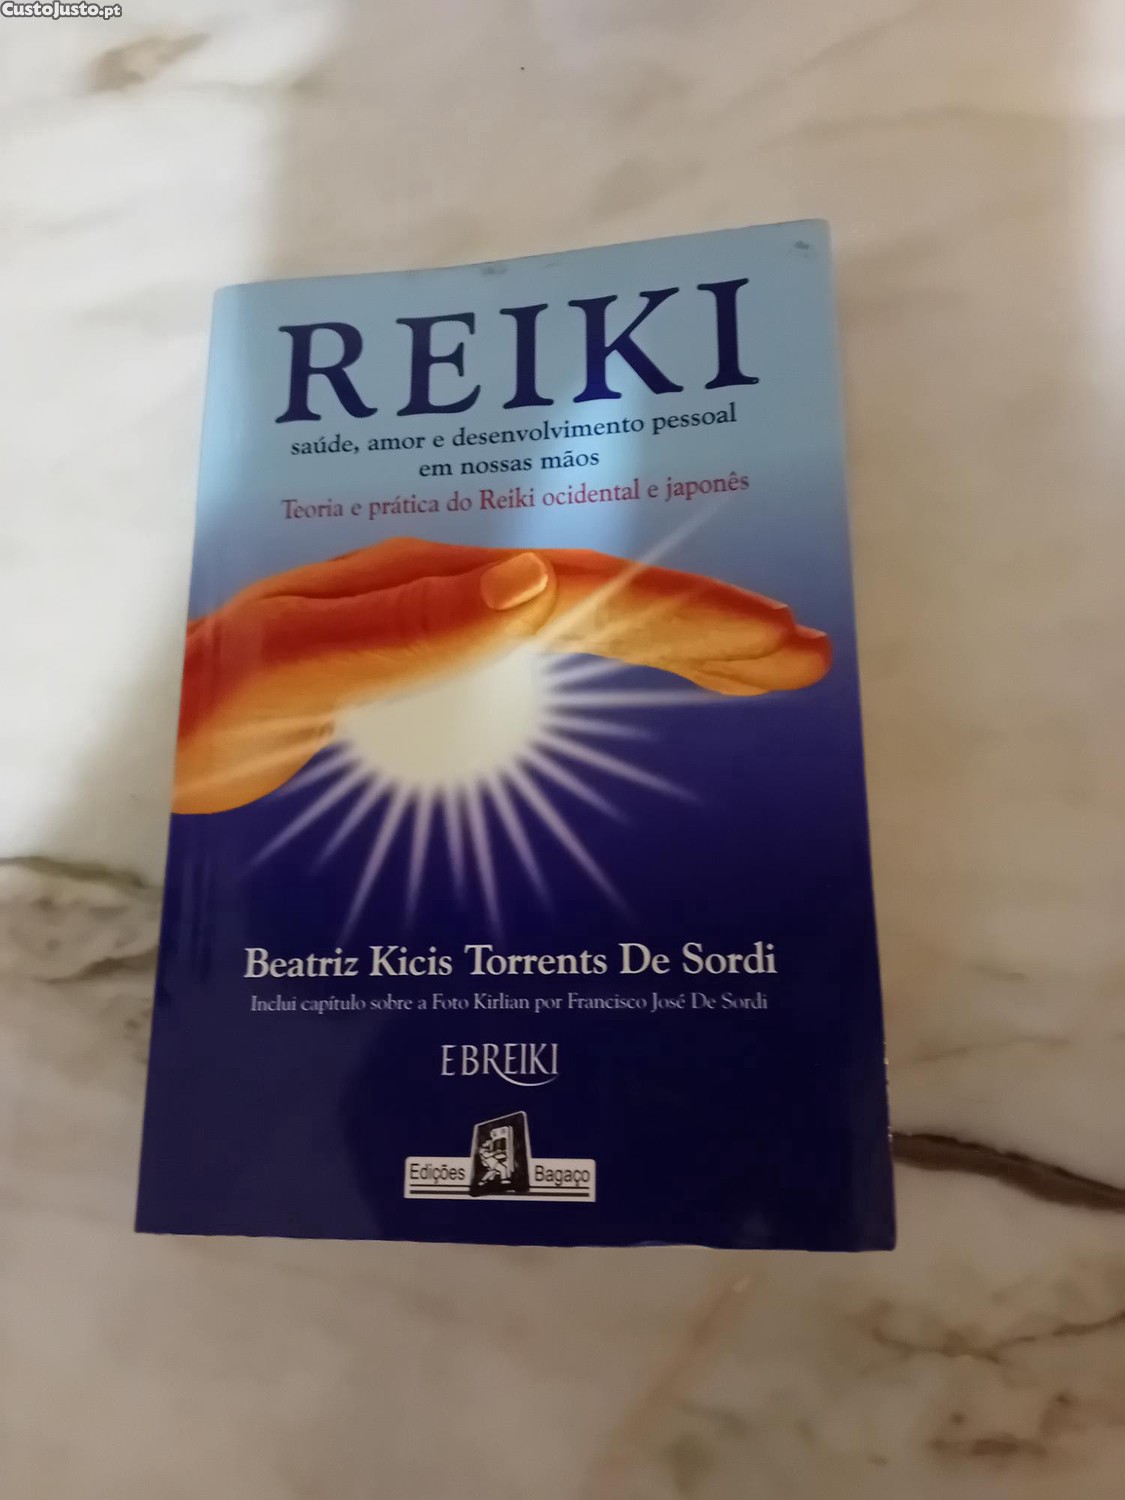 CustoJusto.pt
REIKI
saúde, amor e desenvolvimento pessoal
em nossas mãos
Teoria e prática do Reiki ocidental e japonês
Beatriz Kicis Torrents De Sordi
Inclui capítulo sobre a Foto Kirlian por Francisco José De Sordi
EBREIKI
Edições Bagaço